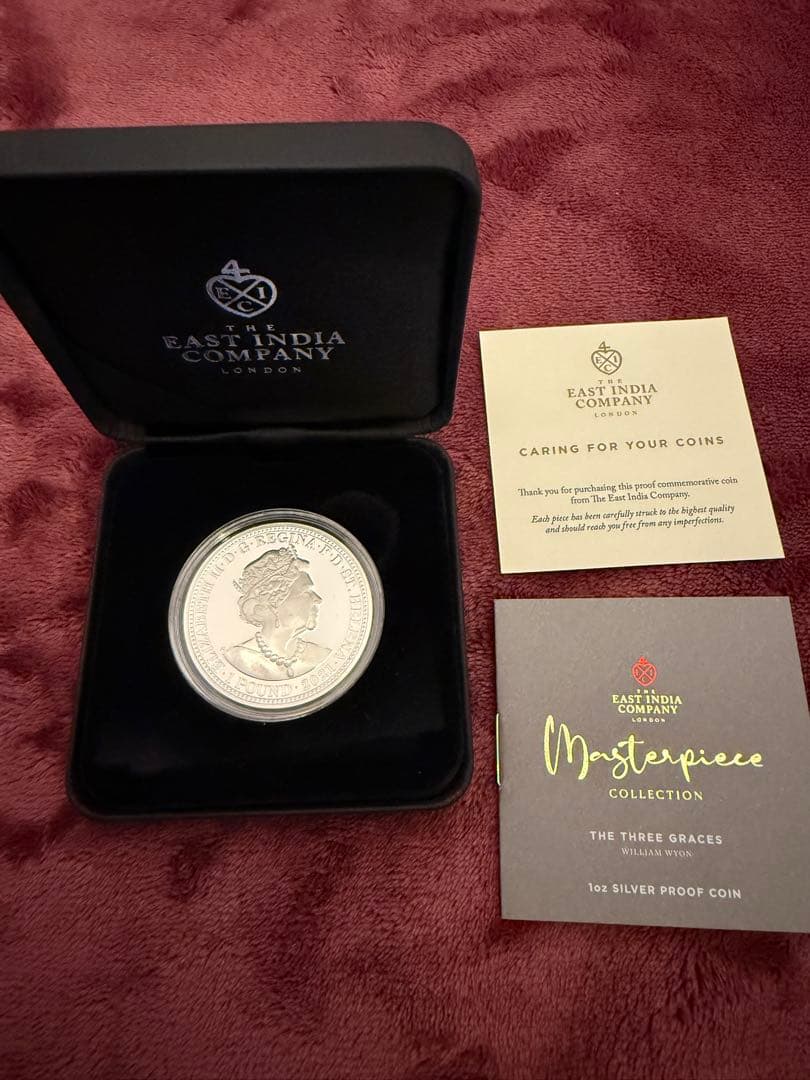 4
E I
C
THE
EAST INDIA
COMPANY
LONDON
ELIZABETH II · D · G · REGINA · F · D · ST · HELENA ·
· 1 POUND · 2021 ·
4
E I
C
THE
EAST INDIA
COMPANY
LONDON
CARING FOR YOUR COINS
Thank you for purchasing this proof commemorative coin
from The East India Company.
Each piece has been carefully struck to the highest quality
and should reach you free from any imperfections.
THE
EAST INDIA
COMPANY
LONDON
Masterpiece
COLLECTION
THE THREE GRACES
WILLIAM WYON
1oz SILVER PROOF COIN